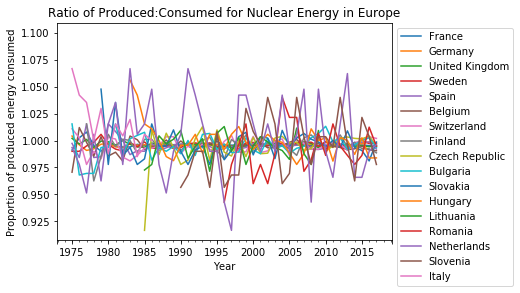 Ratio of Produced:Consumed for Nuclear Energy in Europe
Proportion of produced energy consumed
1.100
1.075
1.050
1.025
1.000
0.975
0.950
0.925
1975
1980
1985
1990
1995
2000
2005
2010
2015
Year
France
Germany
United Kingdom
Sweden
Spain
Belgium
Switzerland
Finland
Czech Republic
Bulgaria
Slovakia
Hungary
Lithuania
Romania
Netherlands
Slovenia
Italy